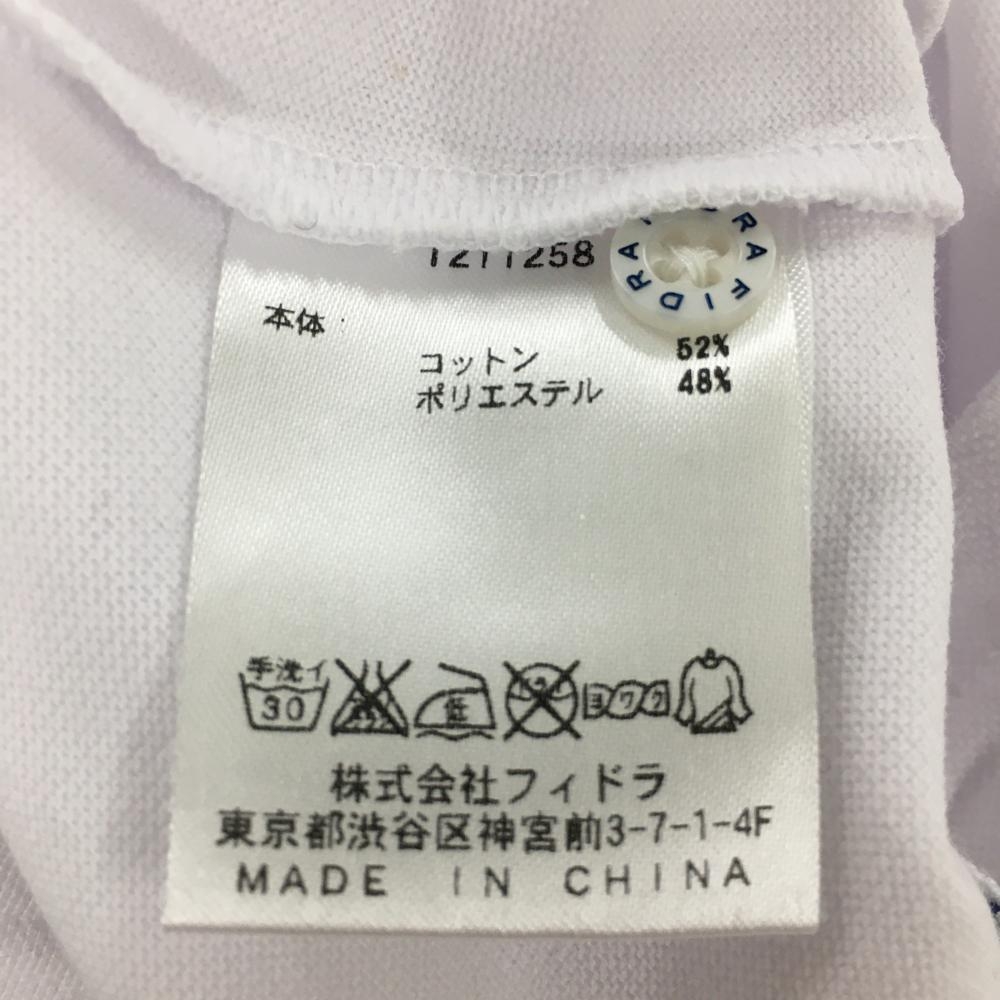 1211258
FIDRA FIDRA
本体
コットン 52%
ポリエステル 48%
手洗イ
30
低
ヨワク
株式会社フィドラ
東京都渋谷区神宮前3-7-1-4F
MADE IN CHINA